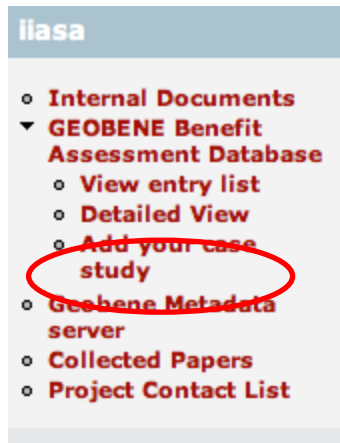 iiasa
Internal Documents
GEOBENE Benefit
Assessment Database
View entry list
Detailed View
Add your case
study
Geobene Metadata
server
Collected Papers
Project Contact List